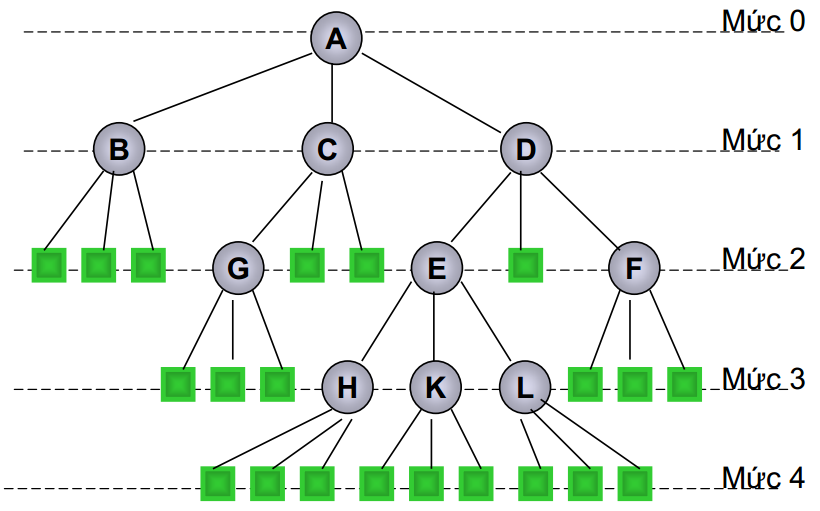 A Mức 0
B C D Mức 1
G E F Mức 2
H K L Mức 3
Mức 4